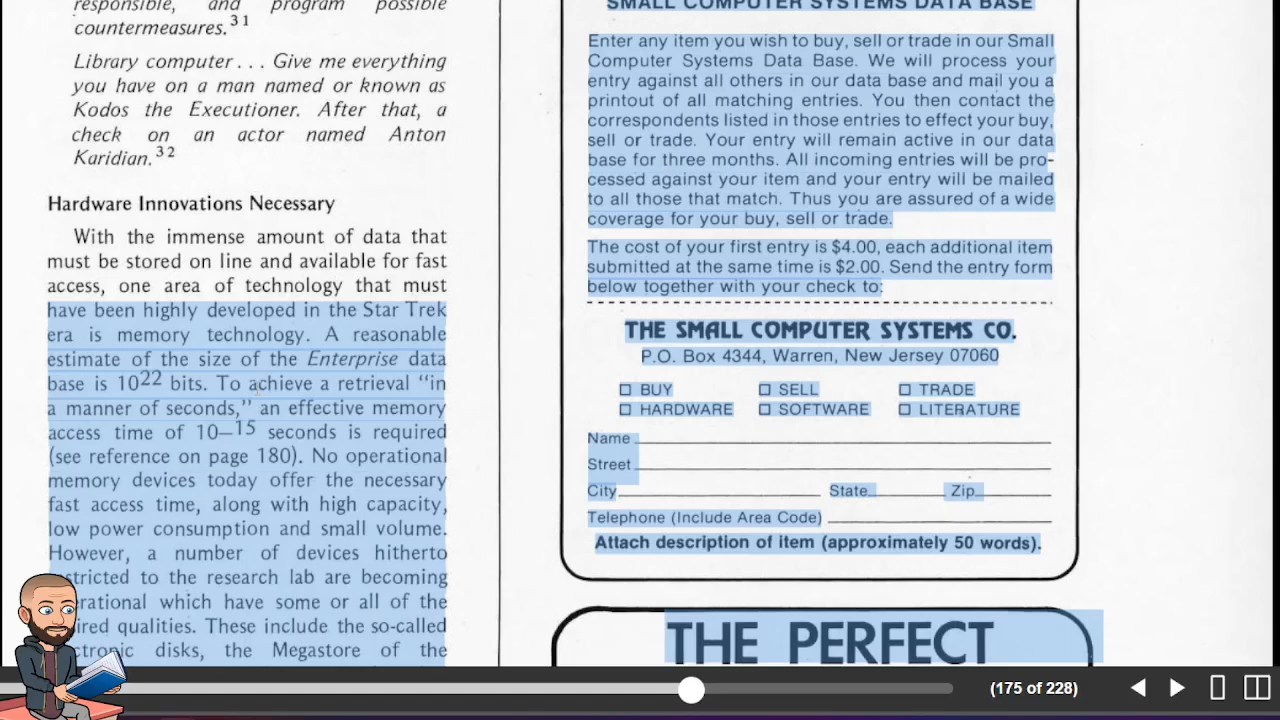 responsible, and program possible
countermeasures.31
Library computer . . . Give me everything
you have on a man named or known as
Kodos the Executioner. After that, a
check on an actor named Anton
Karidian.32
Hardware Innovations Necessary
With the immense amount of data that
must be stored on line and available for fast
access, one area of technology that must
have been highly developed in the Star Trek
era is memory technology. A reasonable
estimate of the size of the Enterprise data
base is 1022 bits. To achieve a retrieval “in
a manner of seconds,” an effective memory
access time of 10–15 seconds is required
(see reference on page 180). No operational
memory devices today offer the necessary
fast access time, along with high capacity,
low power consumption and small volume.
However, a number of devices hitherto
stricted to the research lab are becoming
rational which have some or all of the
ired qualities. These include the so-called
ctronic disks, the Megastore of the
SMALL COMPUTER SYSTEMS DATA BASE
Enter any item you wish to buy, sell or trade in our Small
Computer Systems Data Base. We will process your
entry against all others in our data base and mail you a
printout of all matching entries. You then contact the
correspondents listed in those entries to effect your buy,
sell or trade. Your entry will remain active in our data
base for three months. All incoming entries will be pro-
cessed against your item and your entry will be mailed
to all those that match. Thus you are assured of a wide
coverage for your buy, sell or trade.
The cost of your first entry is $4.00, each additional item
submitted at the same time is $2.00. Send the entry form
below together with your check to:
THE SMALL COMPUTER SYSTEMS CO.
P.O. Box 4344, Warren, New Jersey 07060
BUY SELL TRADE
HARDWARE SOFTWARE LITERATURE
Name
Street
City State Zip
Telephone (Include Area Code)
Attach description of item (approximately 50 words).
THE PERFECT
(175 of 228)